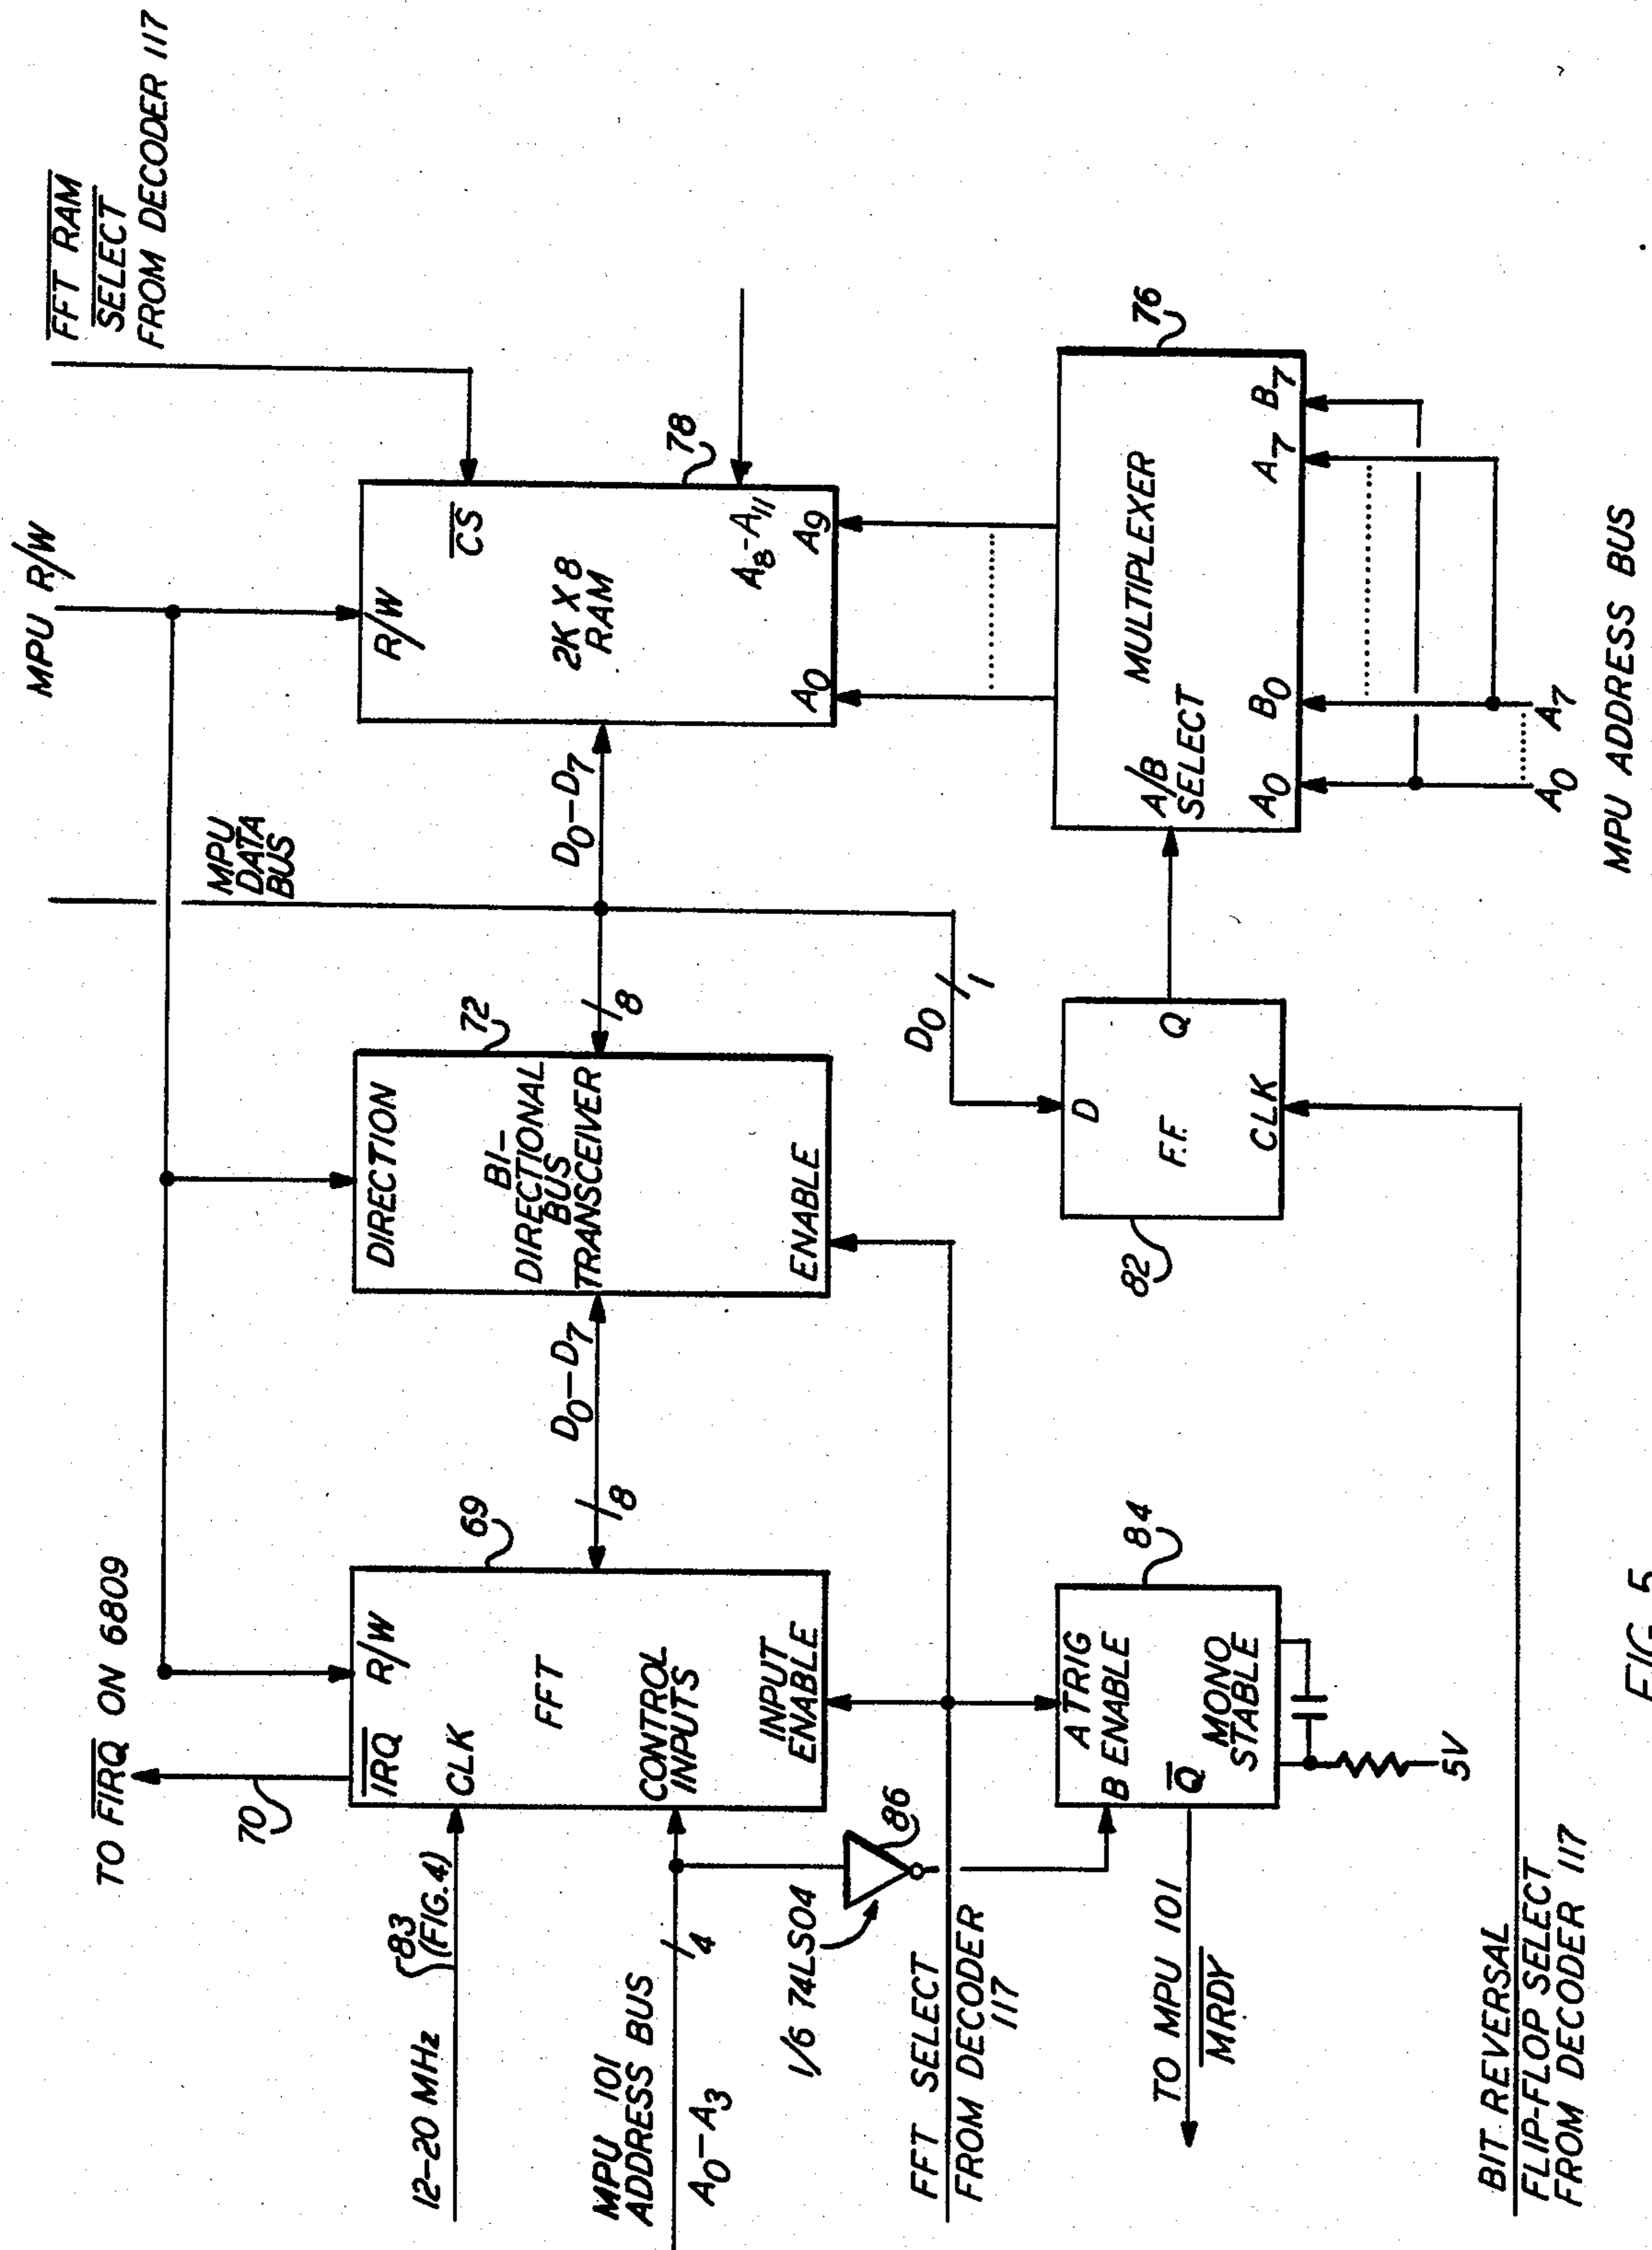 TO FIRQ ON 6809
MPU R/W
FFT RAM
SELECT
FROM DECODER 117
MPU
DATA
BUS
70
69
72
78
12-20 MHz
83
(FIG.4)
IRQ
R/W
CLK
FFT
CONTROL
INPUTS
INPUT
ENABLE
D0-D7
8
DIRECTION
BI-
DIRECTIONAL
BUS
TRANSCEIVER
ENABLE
8
D0-D7
R/W
CS
2K X 8
RAM
A8-A11
A0
A9
MPU 101
ADDRESS BUS
A0-A3
4
1/6 74LS04
86
FFT SELECT
FROM DECODER
117
84
A TRIG
B ENABLE
Q
MONO
STABLE
5V
TO MPU 101
MRDY
D0
1
82
D
Q
F.F.
CLK
76
A/B
SELECT
MULTIPLEXER
A0
B0
A7
B7
A0
A7
MPU ADDRESS BUS
BIT REVERSAL
FLIP-FLOP SELECT
FROM DECODER 117
FIG. 5